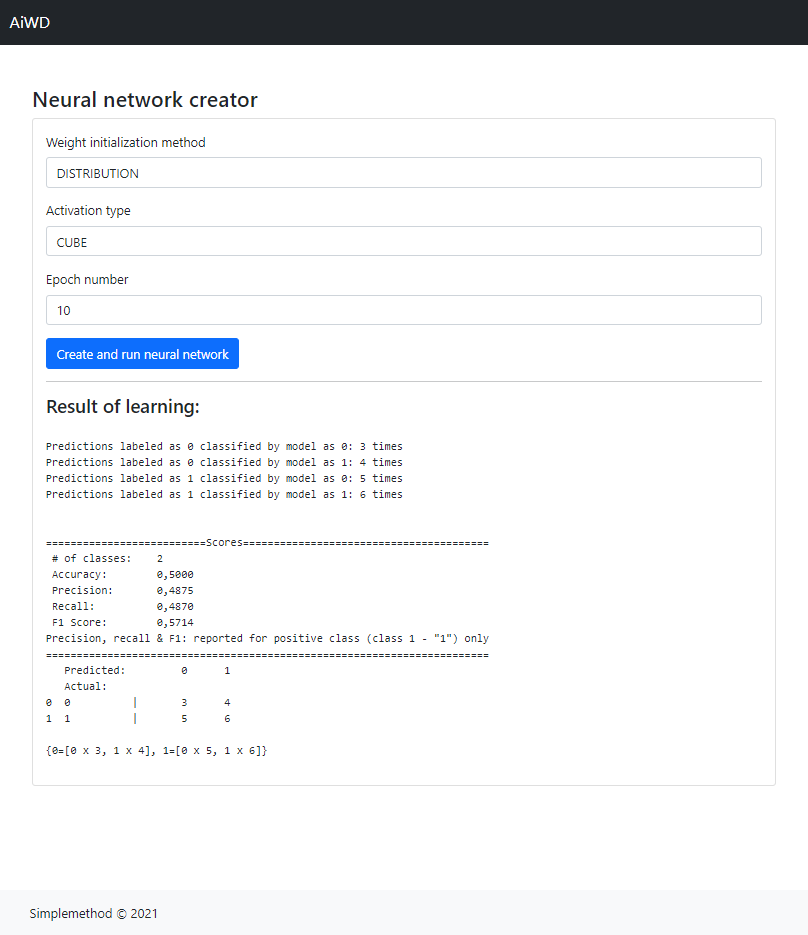 AiWD
Neural network creator
Weight initialization method
DISTRIBUTION
Activation type
CUBE
Epoch number
10
Create and run neural network
Result of learning:
Predictions labeled as 0 classified by model as 0: 3 times
Predictions labeled as 0 classified by model as 1: 4 times
Predictions labeled as 1 classified by model as 0: 5 times
Predictions labeled as 1 classified by model as 1: 6 times
==========================Scores========================================
# of classes:    2
Accuracy:        0,5000
Precision:       0,4875
Recall:          0,4870
F1 Score:        0,5714
Precision, recall & F1: reported for positive class (class 1 - "1") only
========================================================================
Predicted:         0      1
Actual:
0  0          |       3      4
1  1          |       5      6
{0=[0 x 3, 1 x 4], 1=[0 x 5, 1 x 6]}
Simplemethod © 2021